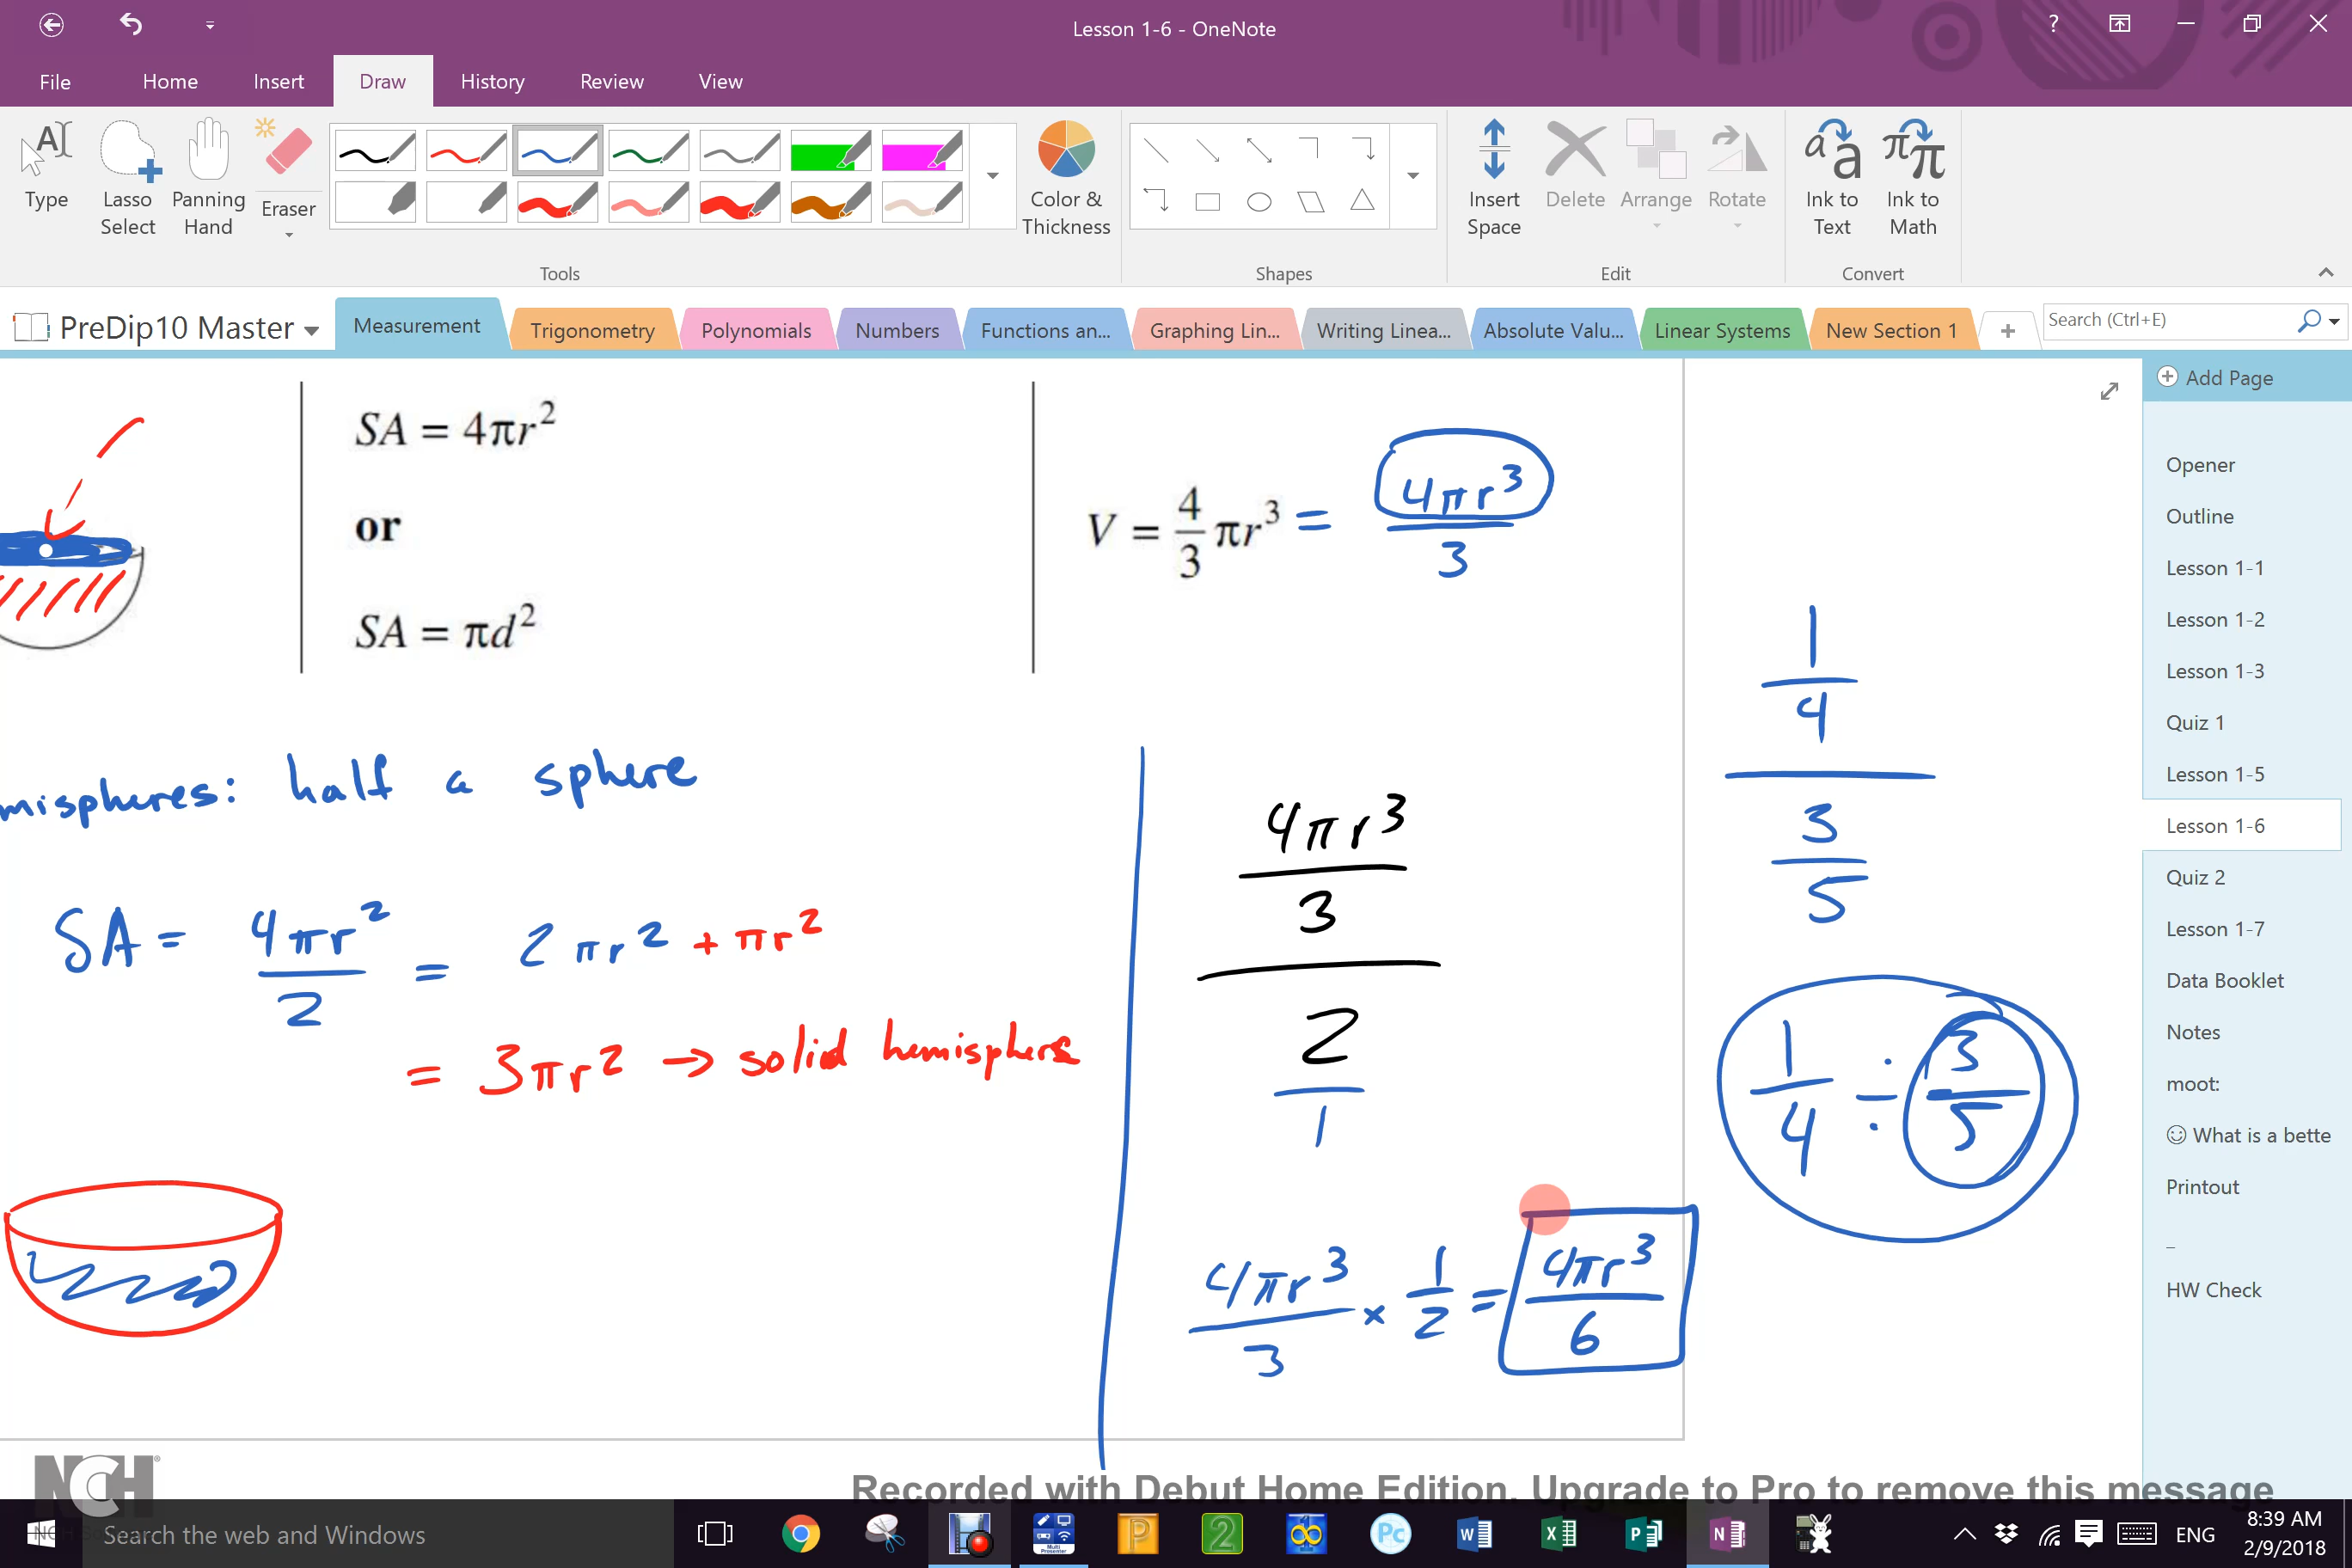 Lesson 1-6 - OneNote
?
File Home Insert Draw History Review View
Type
Lasso Select
Panning Hand
Eraser
Color & Thickness
Insert Space
Delete
Arrange
Rotate
Ink to Text
Ink to Math
Tools Shapes Edit Convert
PreDip10 Master Measurement Trigonometry Polynomials Numbers Functions an... Graphing Lin... Writing Linea... Absolute Valu... Linear Systems New Section 1 + Search (Ctrl+E)
Add Page
Opener
Outline
Lesson 1-1
Lesson 1-2
Lesson 1-3
Quiz 1
Lesson 1-5
Lesson 1-6
Quiz 2
Lesson 1-7
Data Booklet
Notes
moot:
☺ What is a bette
Printout
–
HW Check
SA = 4πr²
or
SA = πd²
V = 4/3 πr³ = 4πr³/3
mispheres: half a sphere
SA = 4πr²/2 = 2πr² + πr²
= 3πr² → solid hemisphere
4πr³
3
2
1
4πr³/3 × 1/2 = 4πr³/6
1
4
3
5
1/4 ÷ 3/5
NCH
Recorded with Debut Home Edition. Upgrade to Pro to remove this message
Search the web and Windows
ENG
8:39 AM
2/9/2018